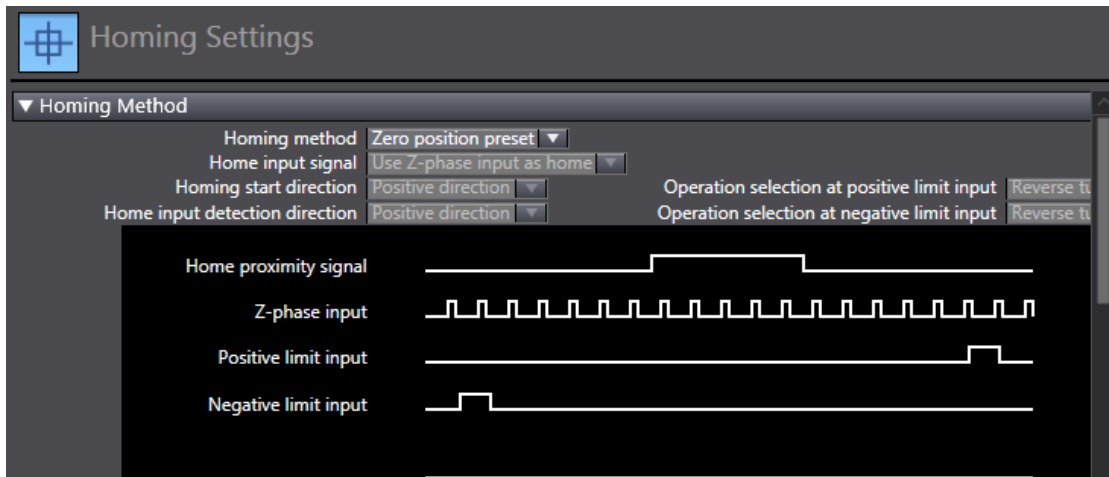 Homing Settings
Homing Method
Homing method Zero position preset
Home input signal Use Z-phase input as home
Homing start direction Positive direction Operation selection at positive limit input Reverse
Home input detection direction Positive direction Operation selection at negative limit input Reverse
Home proximity signal
Z-phase input
Positive limit input
Negative limit input